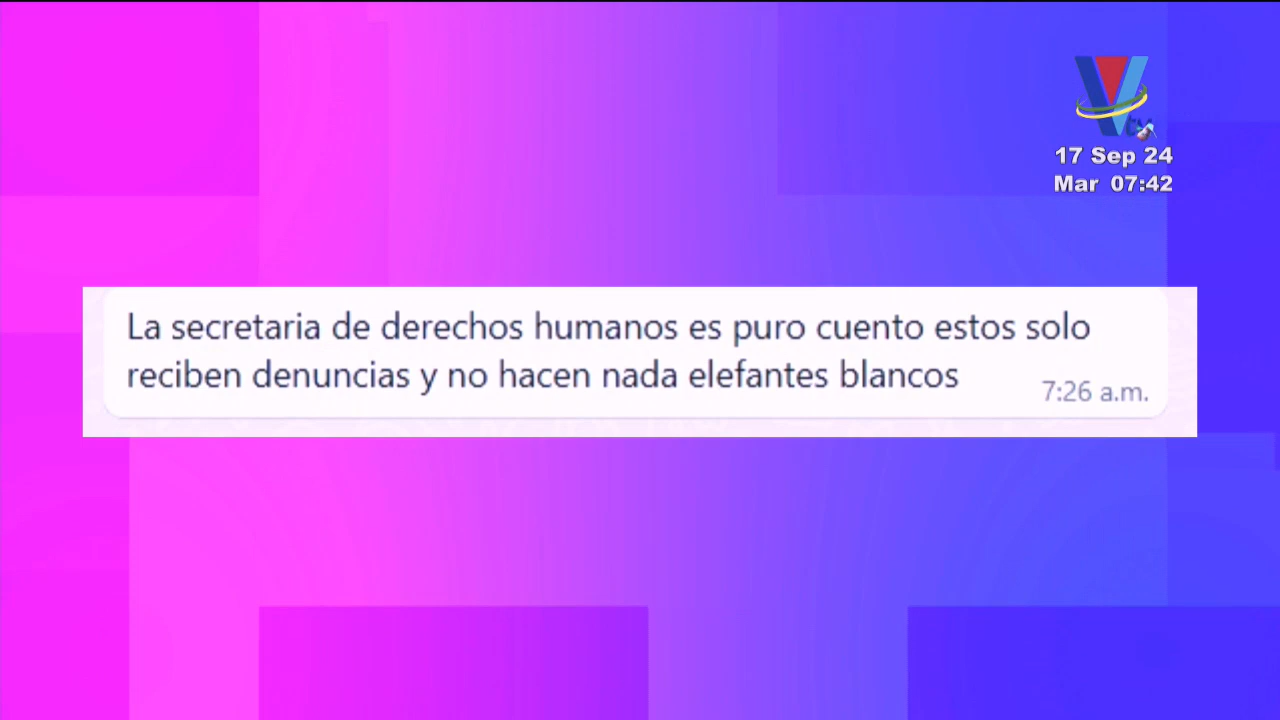 Vtv
17 Sep 24
Mar 07:42
La secretaria de derechos humanos es puro cuento estos solo
reciben denuncias y no hacen nada elefantes blancos
7:26 a.m.